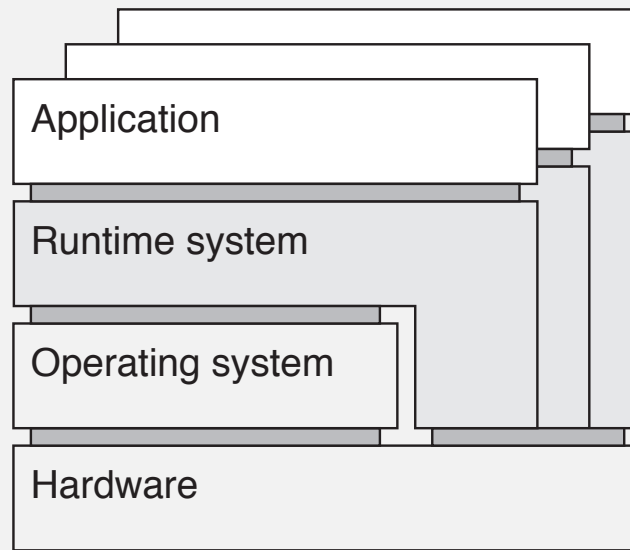 Application
Runtime system
Operating system
Hardware